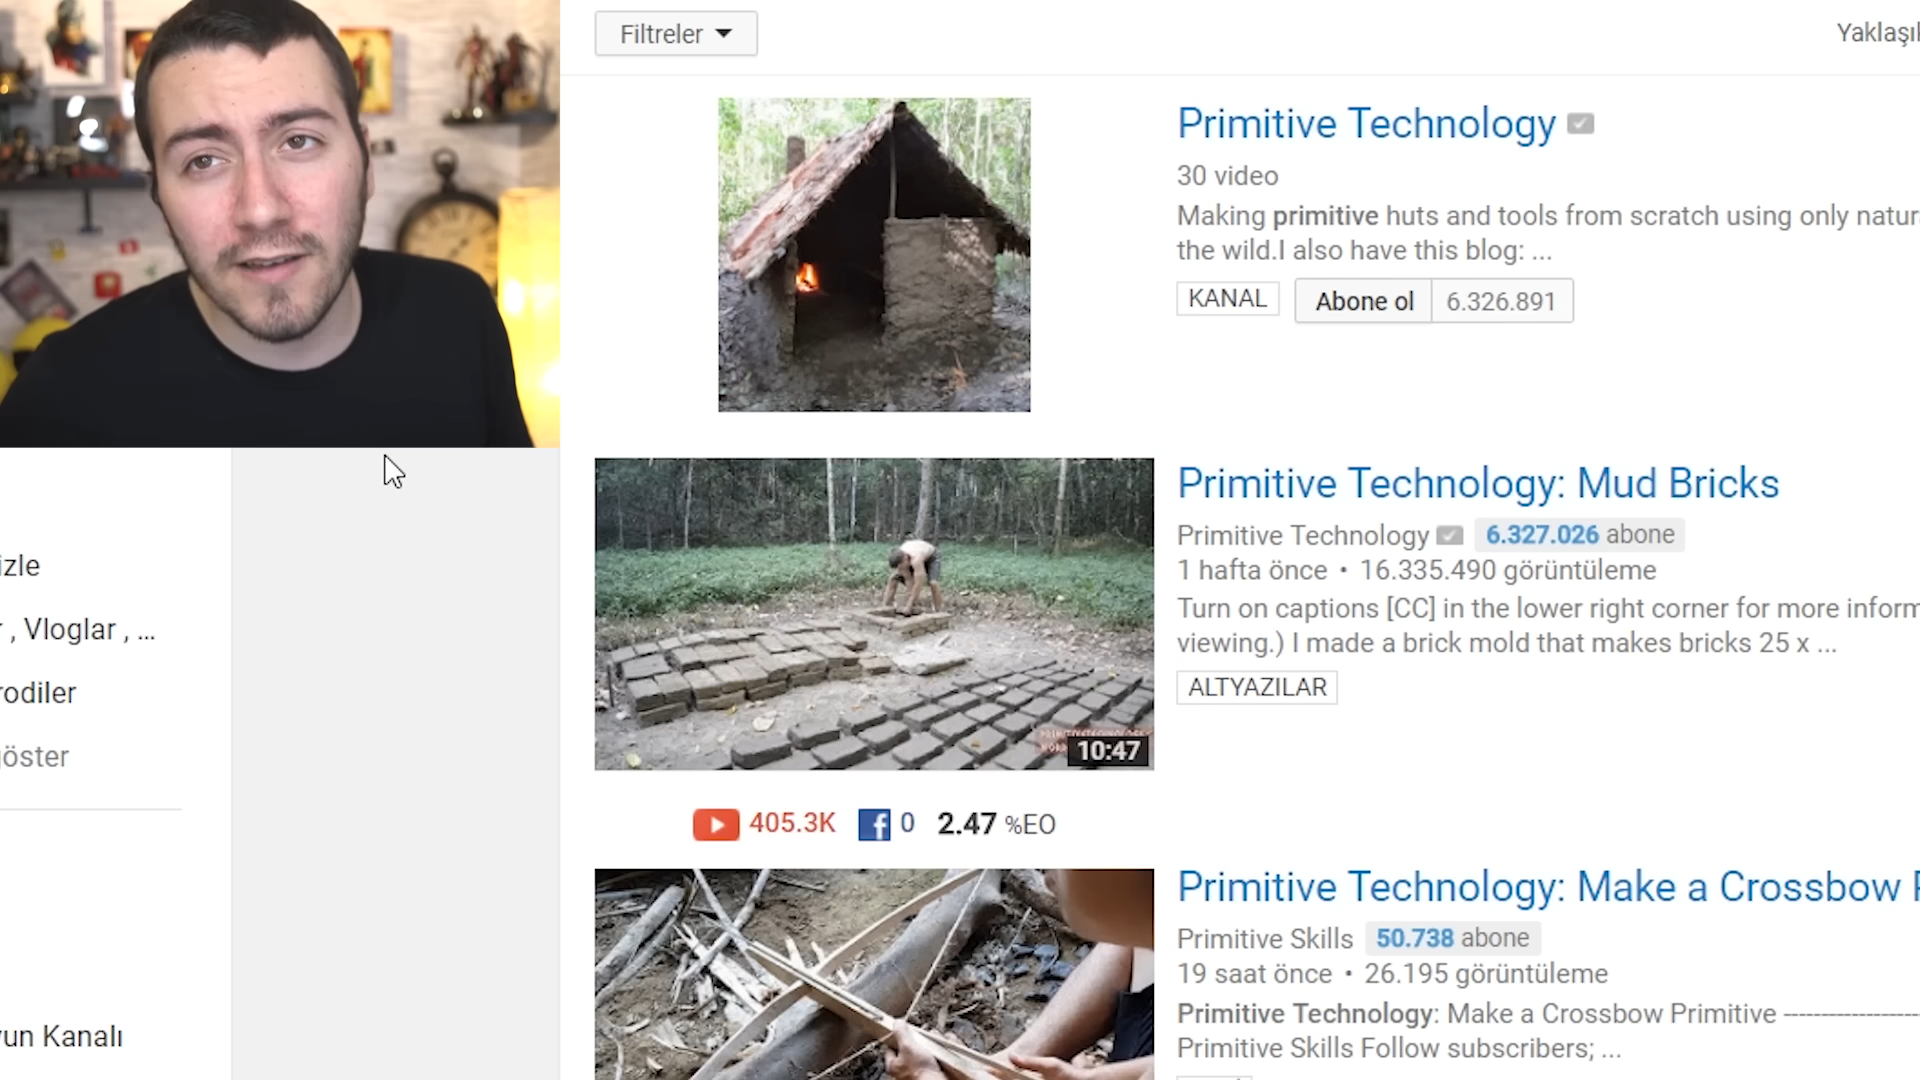 Filtreler
Yaklaşık
Primitive Technology
30 video
Making primitive huts and tools from scratch using only natur
the wild.I also have this blog: ...
KANAL
Abone ol 6.326.891
Primitive Technology: Mud Bricks
Primitive Technology 6.327.026 abone
1 hafta önce • 16.335.490 görüntüleme
Turn on captions [CC] in the lower right corner for more inform
viewing.) I made a brick mold that makes bricks 25 x ...
ALTYAZILAR
10:47
405.3K 0 2.47 %EO
Primitive Technology: Make a Crossbow P
Primitive Skills 50.738 abone
19 saat önce • 26.195 görüntüleme
Primitive Technology: Make a Crossbow Primitive --------------------
Primitive Skills Follow subscribers; ...
izle
r , Vloglar , ...
rodiler
göster
yun Kanalı